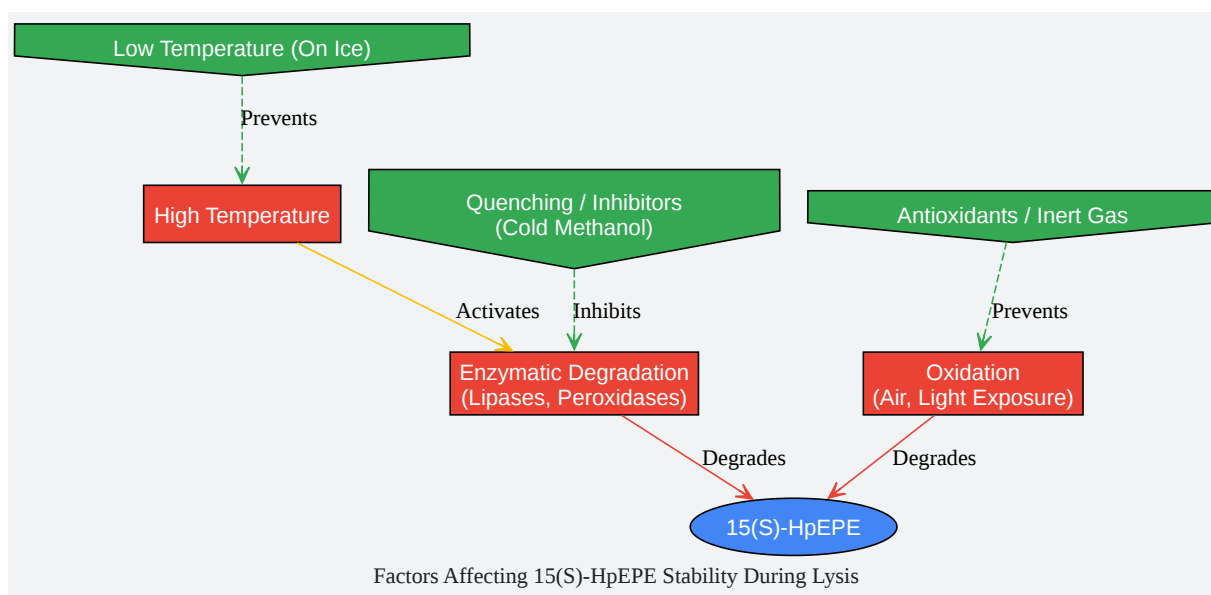 Low Temperature (On Ice)
Prevents
High Temperature
Quenching / Inhibitors
(Cold Methanol)
Antioxidants / Inert Gas
Activates
Inhibits
Prevents
Enzymatic Degradation
(Lipases, Peroxidases)
Oxidation
(Air, Light Exposure)
Degrades
Degrades
15(S)-HpEPE
Factors Affecting 15(S)-HpEPE Stability During Lysis